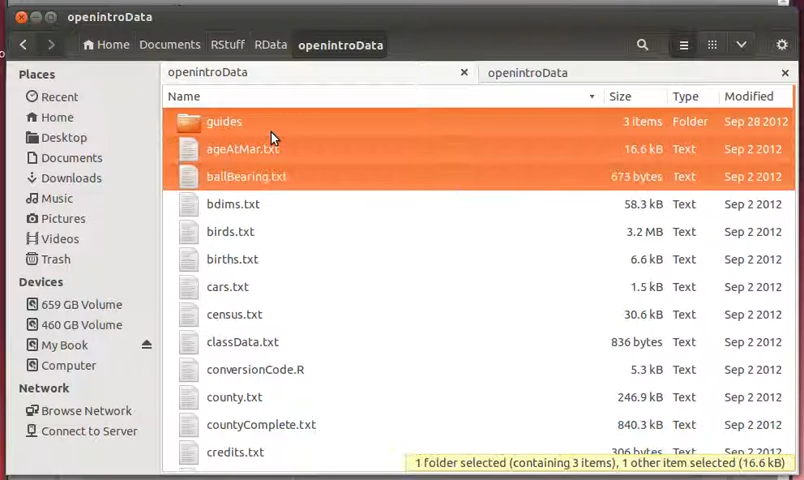 openintroData
Home Documents RStuff RData openintroData
Places
Recent
Home
Desktop
Documents
Downloads
Music
Pictures
Videos
Trash
Devices
659 GB Volume
460 GB Volume
My Book
Computer
Network
Browse Network
Connect to Server
openintroData openintroData
Name Size Type Modified
guides 3 items Folder Sep 28 2012
ageAtMar.txt 16.6 kB Text Sep 2 2012
ballBearing.txt 673 bytes Text Sep 2 2012
bdims.txt 58.3 kB Text Sep 2 2012
birds.txt 3.2 MB Text Sep 2 2012
births.txt 6.6 kB Text Sep 2 2012
cars.txt 1.5 kB Text Sep 2 2012
census.txt 30.6 kB Text Sep 2 2012
classData.txt 836 bytes Text Sep 2 2012
conversionCode.R 5.3 kB Text Sep 2 2012
county.txt 246.9 kB Text Sep 2 2012
countyComplete.txt 840.3 kB Text Sep 2 2012
credits.txt 306 bytes Text Sep 2 2012
1 folder selected (containing 3 items), 1 other item selected (16.6 kB)